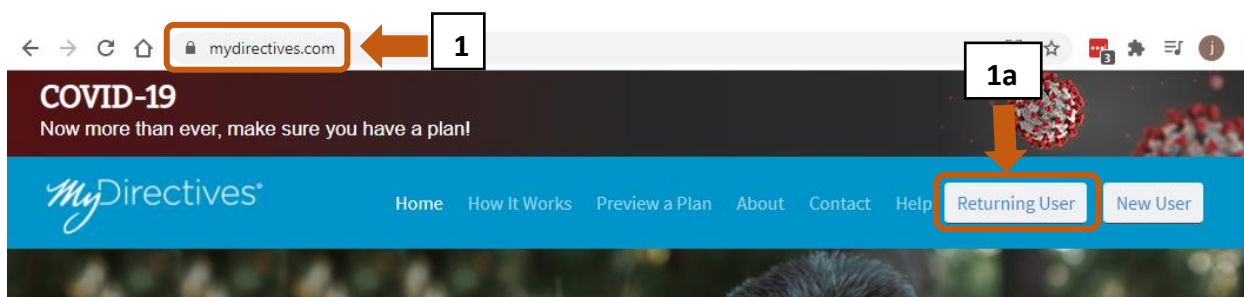 mydirectives.com
1
3
j
1a
COVID-19
Now more than ever, make sure you have a plan!
MyDirectives®
Home How It Works Preview a Plan About Contact Help Returning User New User